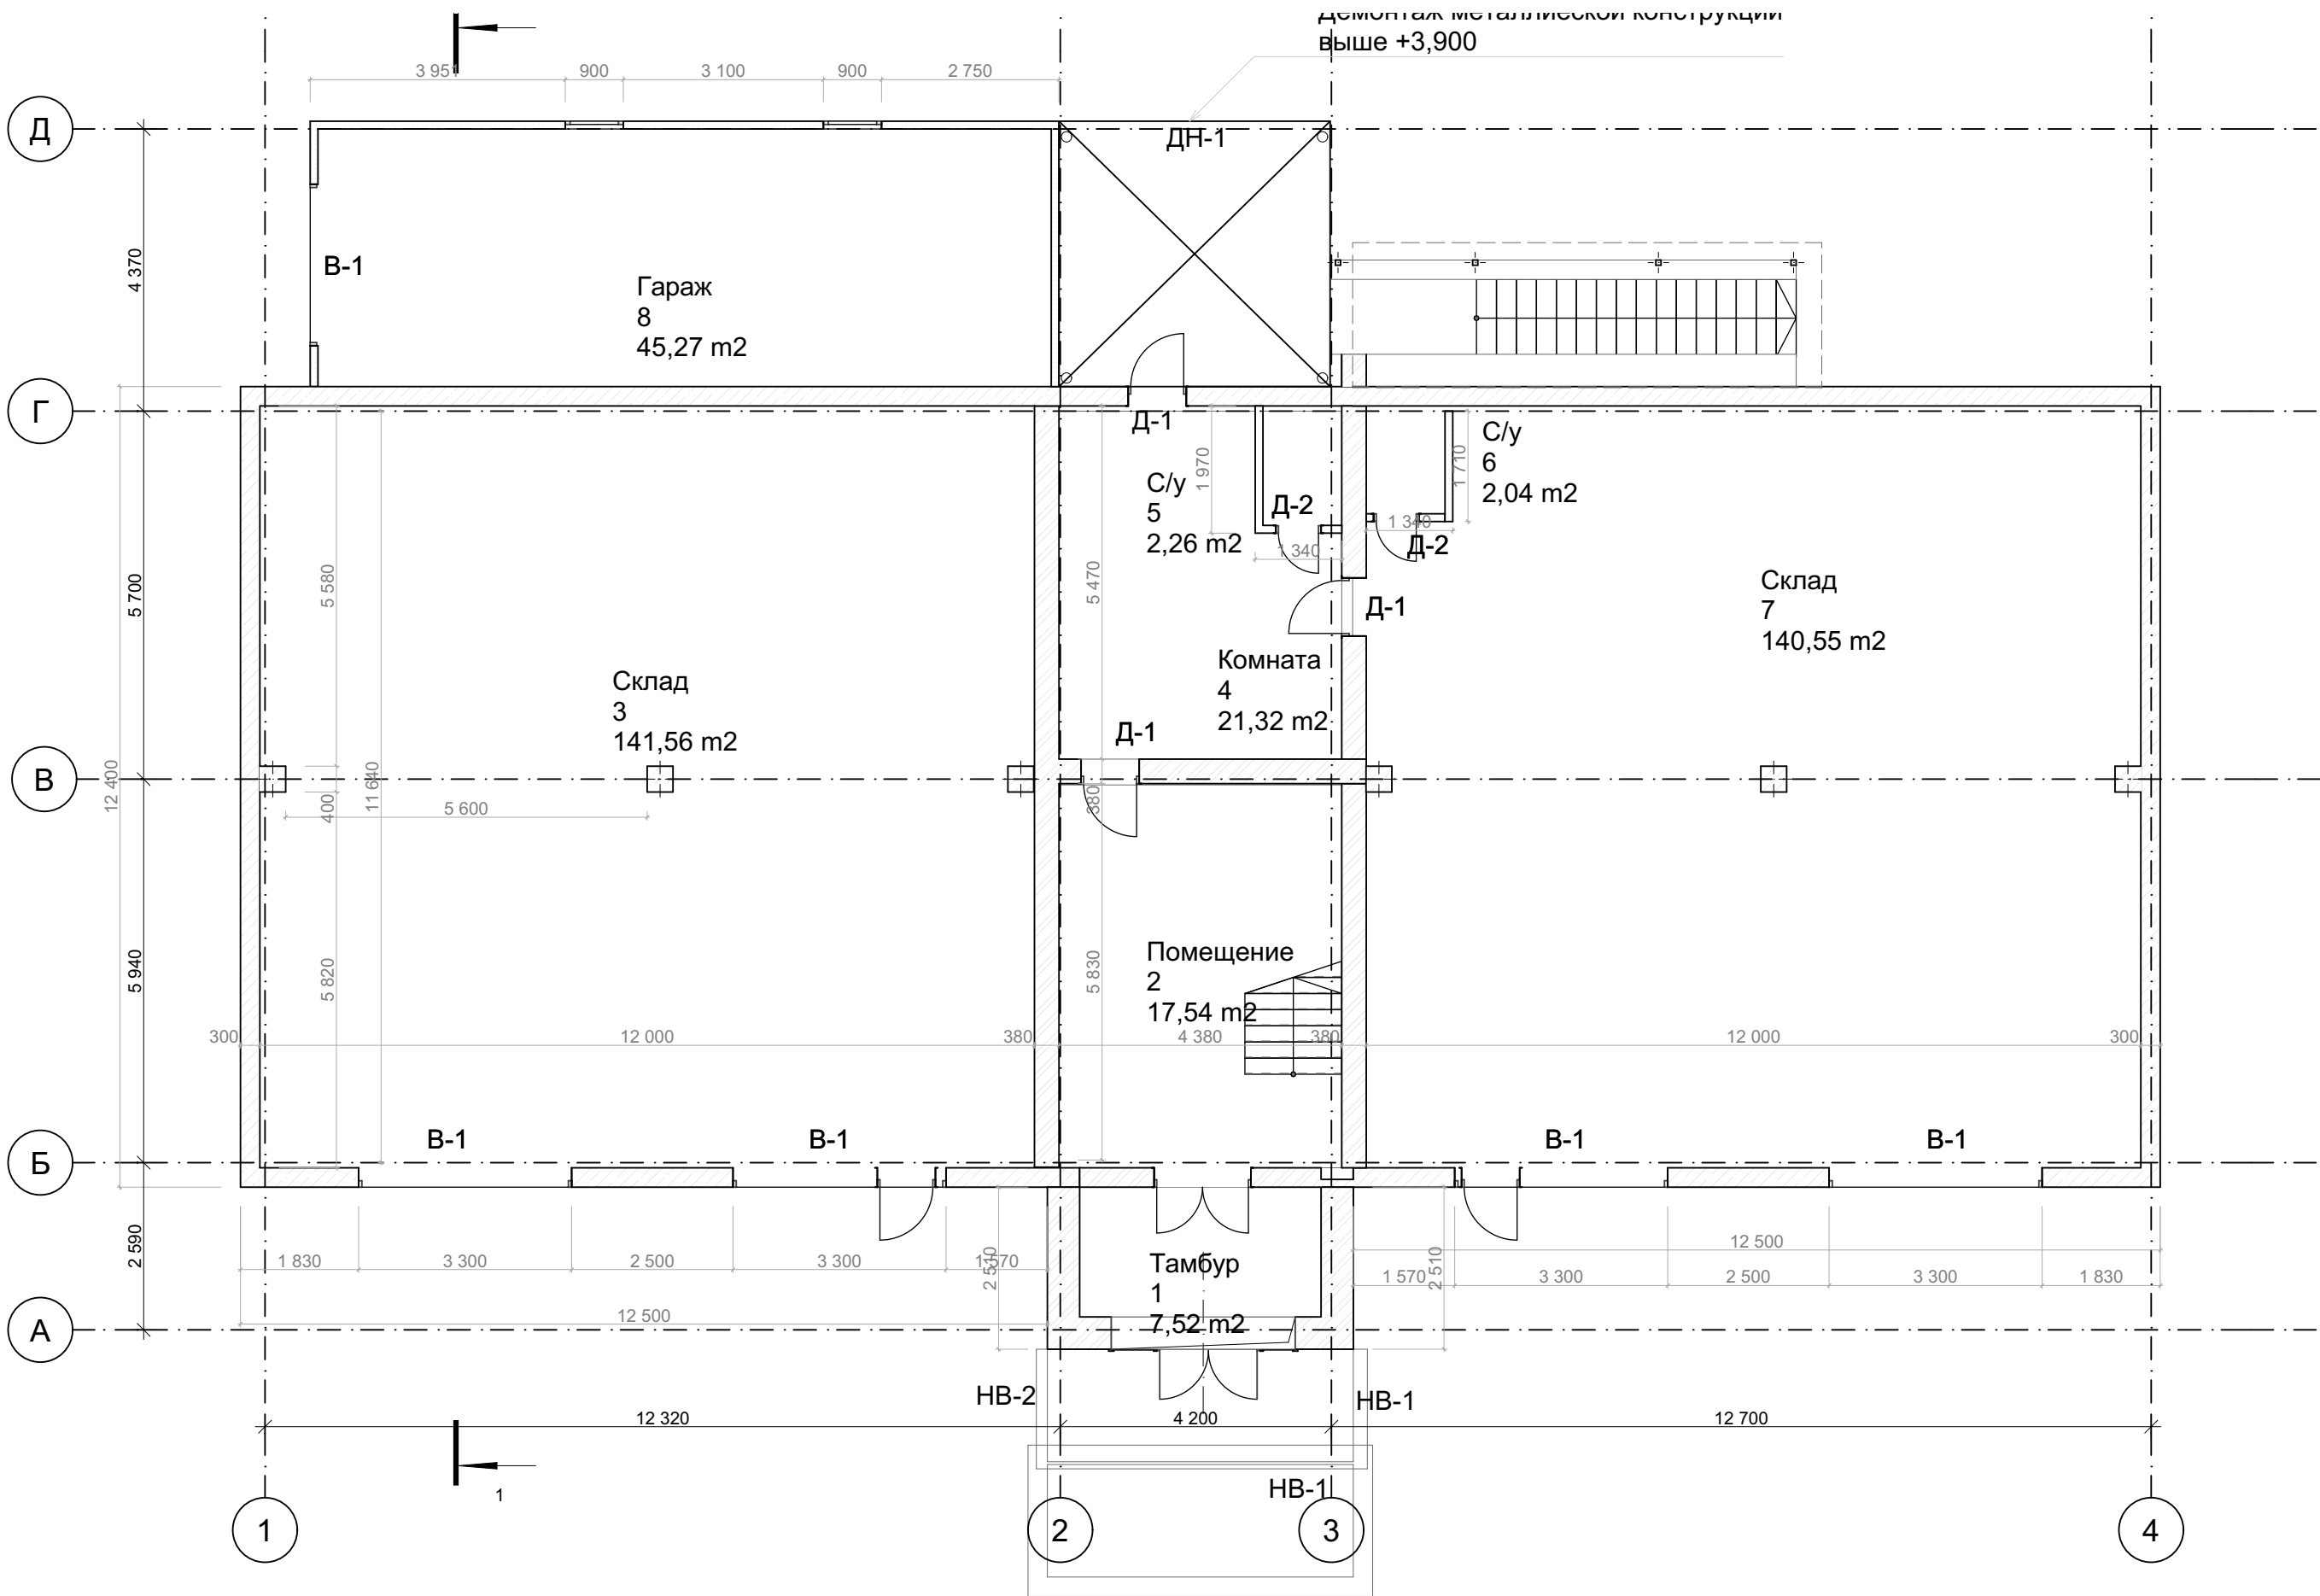 Демонтаж металлиеской конструкции
выше +3,900
3 951
900
3 100
900
2 750
Д
ДН-1
4 370
В-1
Гараж
8
45,27 m2
Г
Д-1
С/у
5
2,26 m2
1 970
Д-2
1 340
С/у
6
2,04 m2
1 710
1 340
Д-2
5 700
5 580
5 470
Д-1
Склад
7
140,55 m2
Комната
4
21,32 m2
Склад
3
141,56 m2
Д-1
В
12 400
11 640
400
5 600
380
5 940
5 820
5 830
Помещение
2
17,54 m2
300
12 000
380
4 380
380
12 000
300
В-1
В-1
В-1
В-1
Б
2 590
1 830
3 300
2 500
3 300
1 570
2 510
12 500
Тамбур
1
7,52 m2
2 510
12 500
1 570
3 300
2 500
3 300
1 830
А
НВ-2
НВ-1
12 320
4 200
12 700
НВ-1
1
1
2
3
4